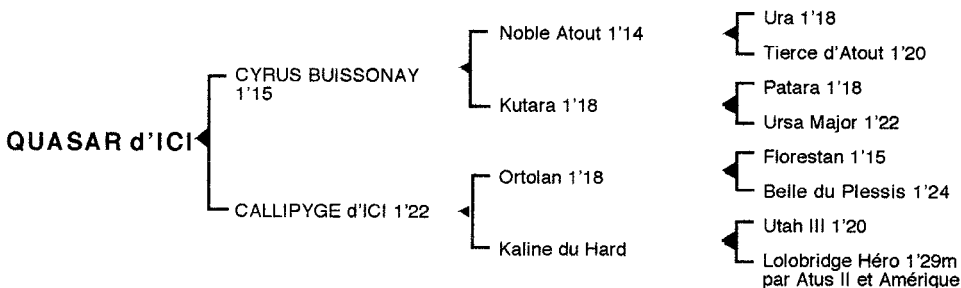 QUASAR d'ICI
CYRUS BUISSONAY
1'15
CALLIPYGE d'ICI 1'22
Noble Atout 1'14
Kutara 1'18
Ortolan 1'18
Kaline du Hard
Ura 1'18
Tierce d'Atout 1'20
Patara 1'18
Ursa Major 1'22
Florestan 1'15
Belle du Plessis 1'24
Utah III 1'20
Lolobridge Héro 1'29m
par Atus II et Amérique